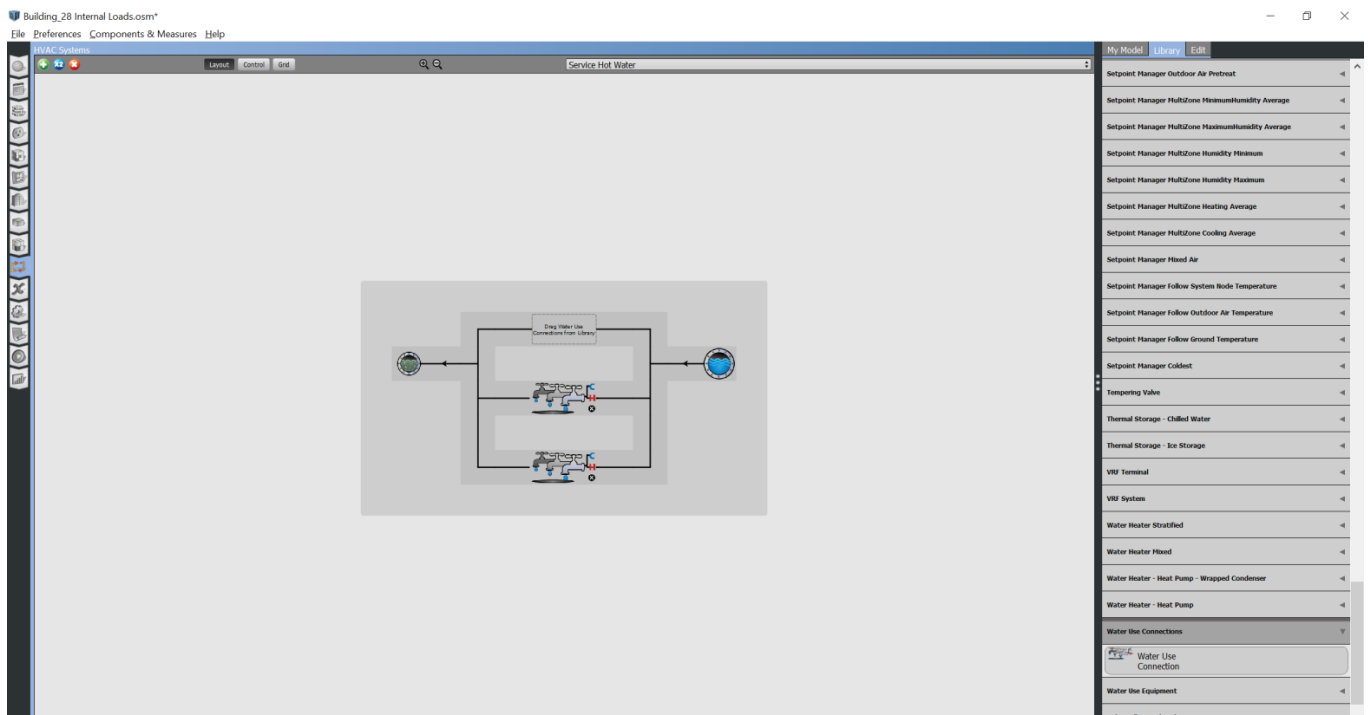 Building_28 Internal Loads.osm*
File Preferences Components & Measures Help
HVAC Systems
Layout Control Grid
Service Hot Water
My Model Library Edit
Setpoint Manager Outdoor Air Pretreat
Setpoint Manager MultiZone MinimumHumidity Average
Setpoint Manager MultiZone MaximumHumidity Average
Setpoint Manager MultiZone Humidity Minimum
Setpoint Manager MultiZone Humidity Maximum
Setpoint Manager MultiZone Heating Average
Setpoint Manager MultiZone Cooling Average
Setpoint Manager Mixed Air
Setpoint Manager Follow System Node Temperature
Setpoint Manager Follow Outdoor Air Temperature
Setpoint Manager Follow Ground Temperature
Setpoint Manager Coldest
Tempering Valve
Thermal Storage - Chilled Water
Thermal Storage - Ice Storage
VRF Terminal
VRF System
Water Heater Stratified
Water Heater Mixed
Water Heater - Heat Pump - Wrapped Condenser
Water Heater - Heat Pump
Water Use Connections
Water Use
Connection
Water Use Equipment
Drag Water Use
Connections from Library
C
H
C
H